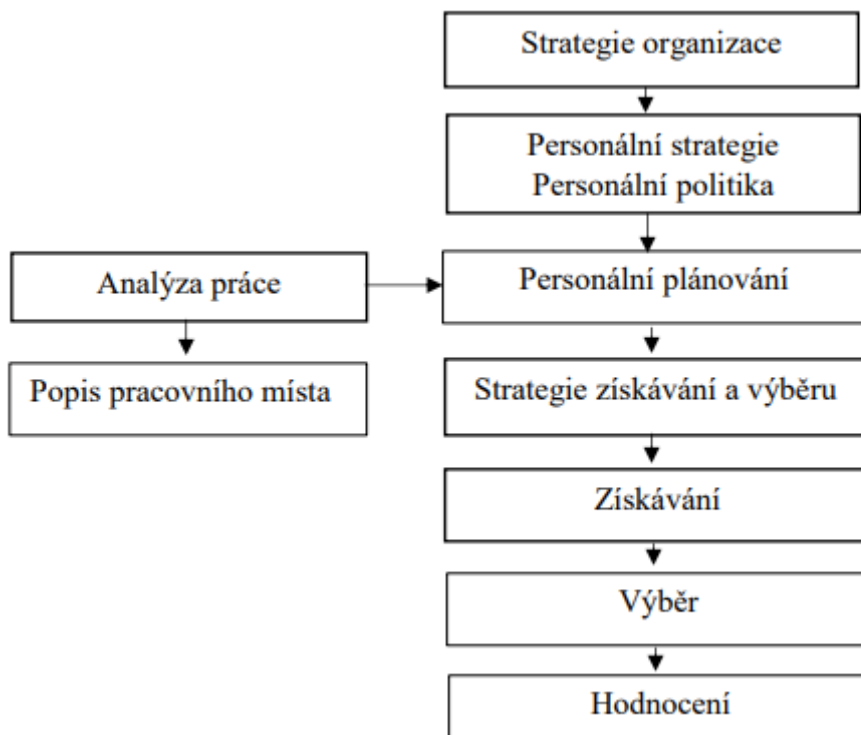 Strategie organizace
Personální strategie
Personální politika
Analýza práce
Personální plánování
Popis pracovního místa
Strategie získávání a výběru
Získávání
Výběr
Hodnocení